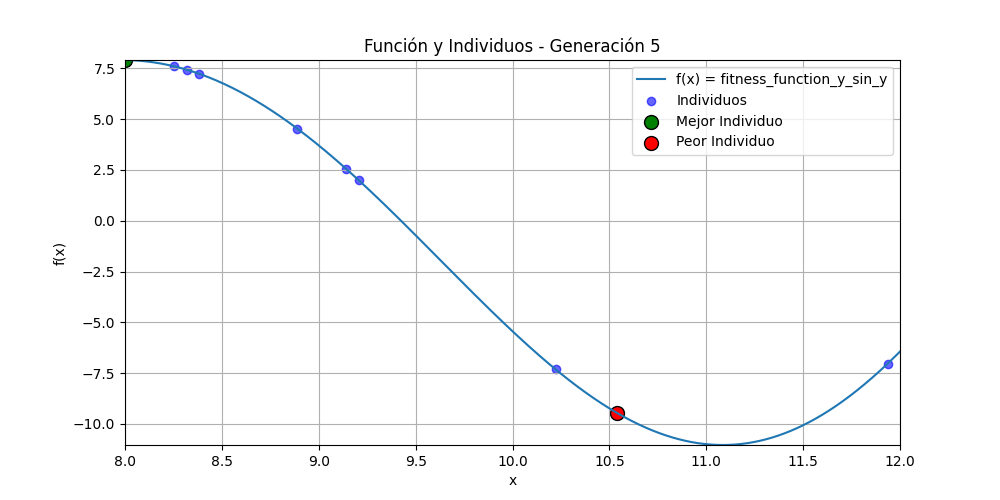 Función y Individuos - Generación 5
f(x) = fitness_function_y_sin_y
Individuos
Mejor Individuo
Peor Individuo
f(x)
7.5
5.0
2.5
0.0
−2.5
−5.0
−7.5
−10.0
8.0 8.5 9.0 9.5 10.0 10.5 11.0 11.5 12.0
x